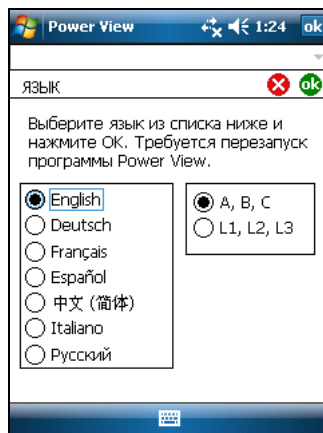 Power View 1:24 ok
ЯЗЫК ok
Выберите язык из списка ниже и
нажмите OK. Требуется перезапуск
программы Power View.
English
Deutsch
Français
Español
中文 (简体)
Italiano
Русский
A, B, C
L1, L2, L3